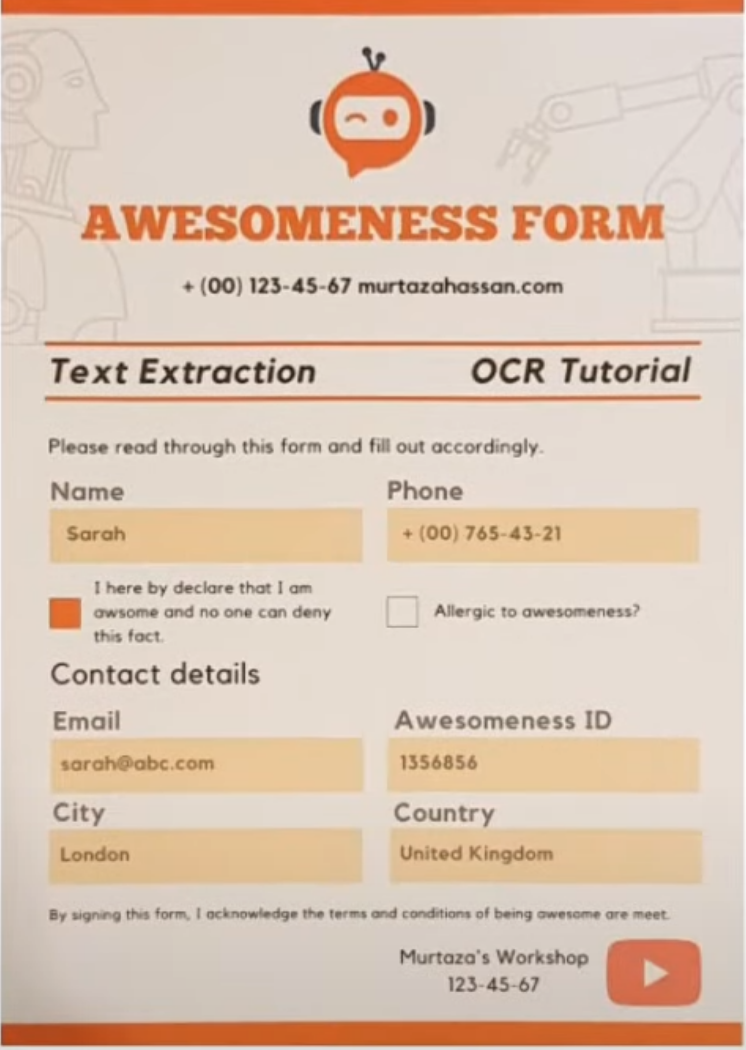 AWESOMENESS FORM
+ (00) 123-45-67 murtazahassan.com
Text Extraction OCR Tutorial
Please read through this form and fill out accordingly.
Name Phone
Sarah + (00) 765-43-21
I here by declare that I am
awsome and no one can deny
this fact.
Allergic to awesomeness?
Contact details
Email Awesomeness ID
sarah@abc.com 1356856
City Country
London United Kingdom
By signing this form, I acknowledge the terms and conditions of being awesome are meet.
Murtaza's Workshop
123-45-67